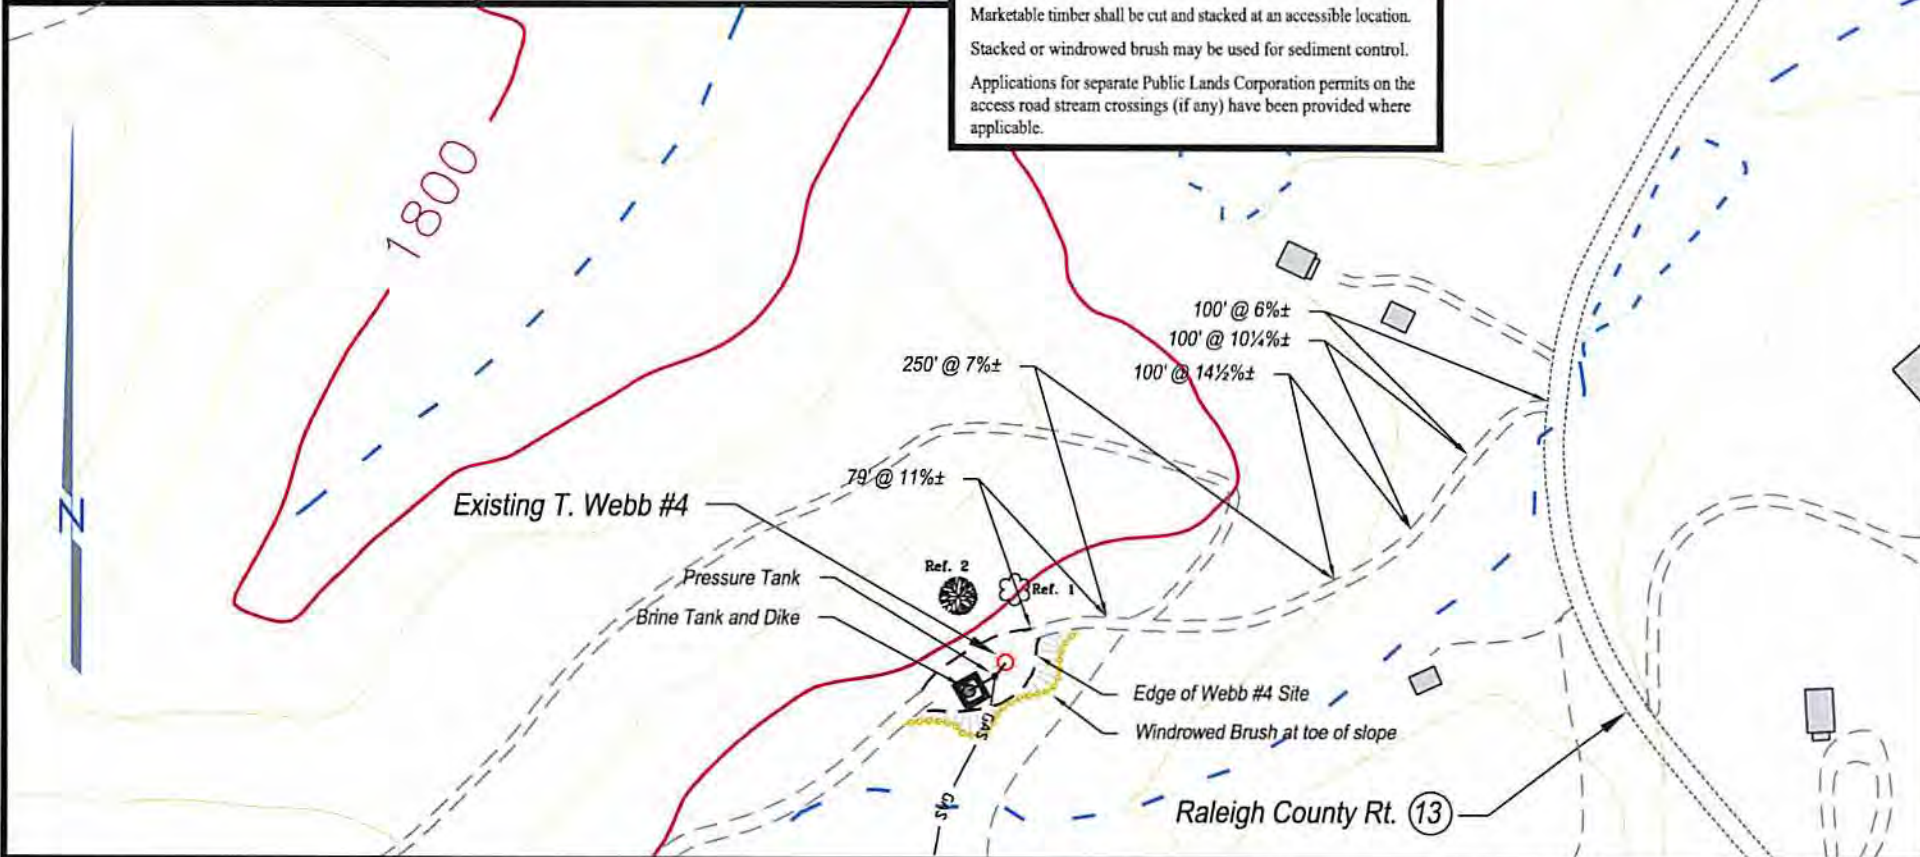 Marketable timber shall be cut and stacked at an accessible location.
Stacked or windrowed brush may be used for sediment control.
Applications for separate Public Lands Corporation permits on the
access road stream crossings (if any) have been provided where
applicable.
1800
100' @ 6%±
100' @ 10¼%±
250' @ 7%±
100' @ 14½%±
79' @ 11%±
Existing T. Webb #4
N
Ref. 2
Pressure Tank
Ref. 1
Brine Tank and Dike
Edge of Webb #4 Site
GAS
Windrowed Brush at toe of slope
GAS
Raleigh County Rt. 13